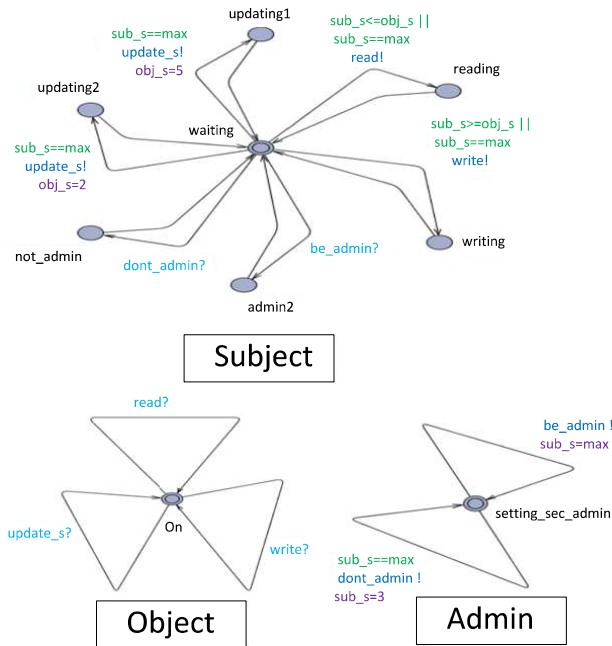 updating1
sub_s==max
update_s!
obj_s=5
sub_s<=obj_s ||
sub_s==max
read!
reading
updating2
waiting
sub_s>=obj_s ||
sub_s==max
write!
sub_s==max
update_s!
obj_s=2
not_admin
dont_admin?
be_admin?
writing
admin2
Subject
read?
update_s?
On
write?
Object
be_admin !
sub_s=max
setting_sec_admin
sub_s==max
dont_admin !
sub_s=3
Admin